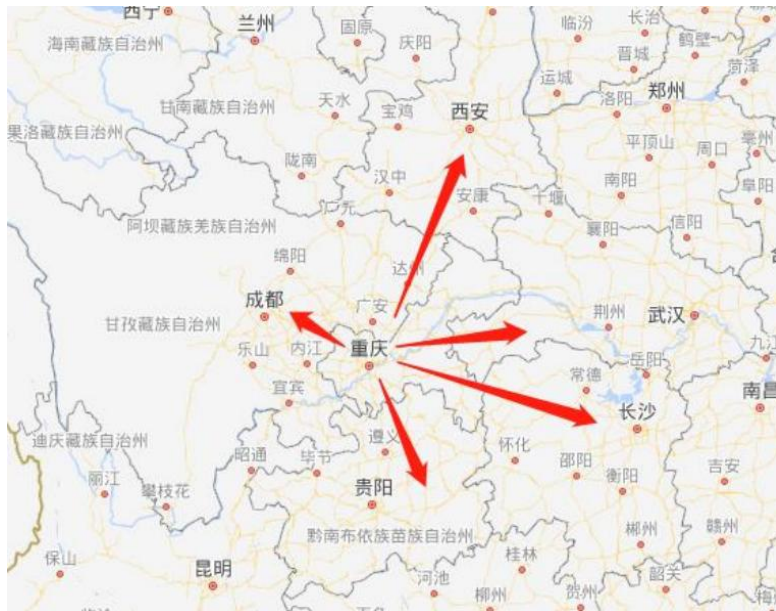 西宁
兰州
固原
庆阳
临汾
长治
鹤壁
海南藏族自治州
晋城
菏泽
甘南藏族自治州
天水
宝鸡
西安
运城
洛阳
郑州
果洛藏族自治州
平顶山
周口
亳州
陇南
汉中
安康
十堰
南阳
阜阳
阿坝藏族羌族自治州
广元
襄阳
信阳
绵阳
达州
成都
广安
荆州
武汉
甘孜藏族自治州
重庆
乐山
内江
岳阳
九江
宜宾
常德
长沙
南昌
迪庆藏族自治州
昭通
毕节
遵义
怀化
丽江
攀枝花
贵阳
邵阳
衡阳
吉安
黔南布依族苗族自治州
郴州
赣州
保山
昆明
桂林
河池
柳州
贺州
韶关